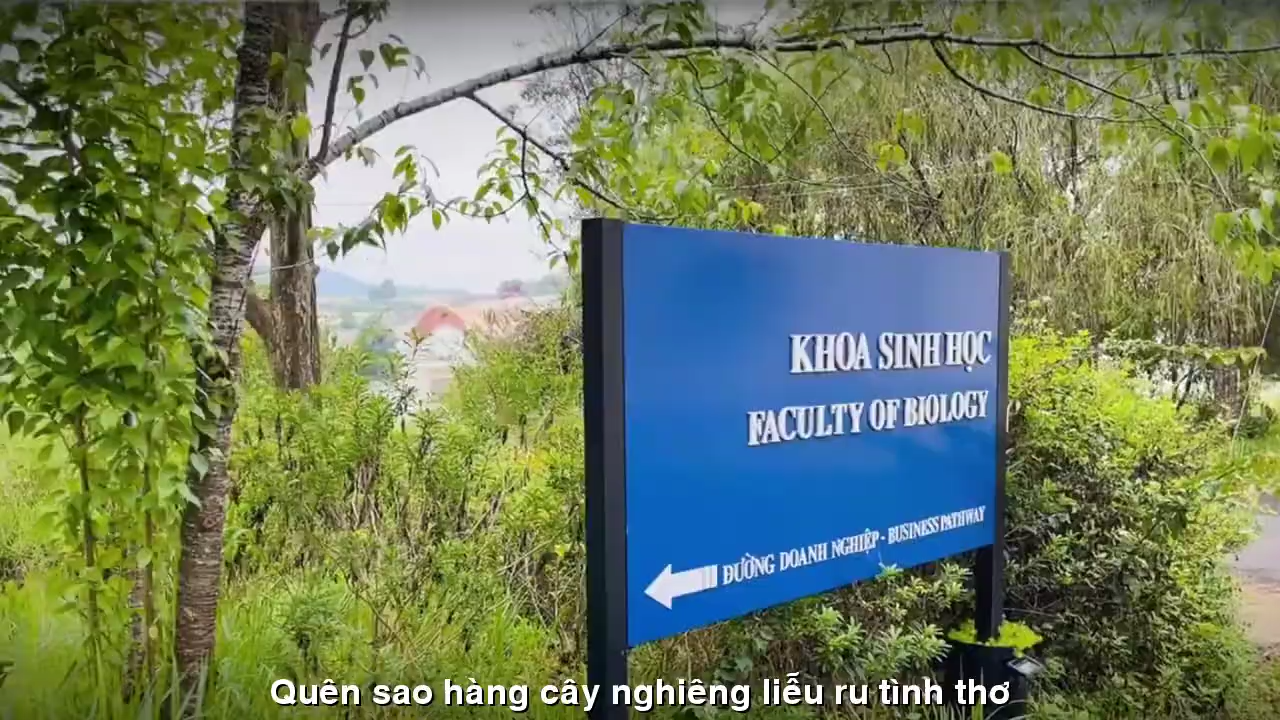 KHOA SINH HỌC
FACULTY OF BIOLOGY
ĐƯỜNG DOANH NGHIỆP - BUSINESS PATHWAY
Quên sao hàng cây nghiêng liễu ru tình thơ